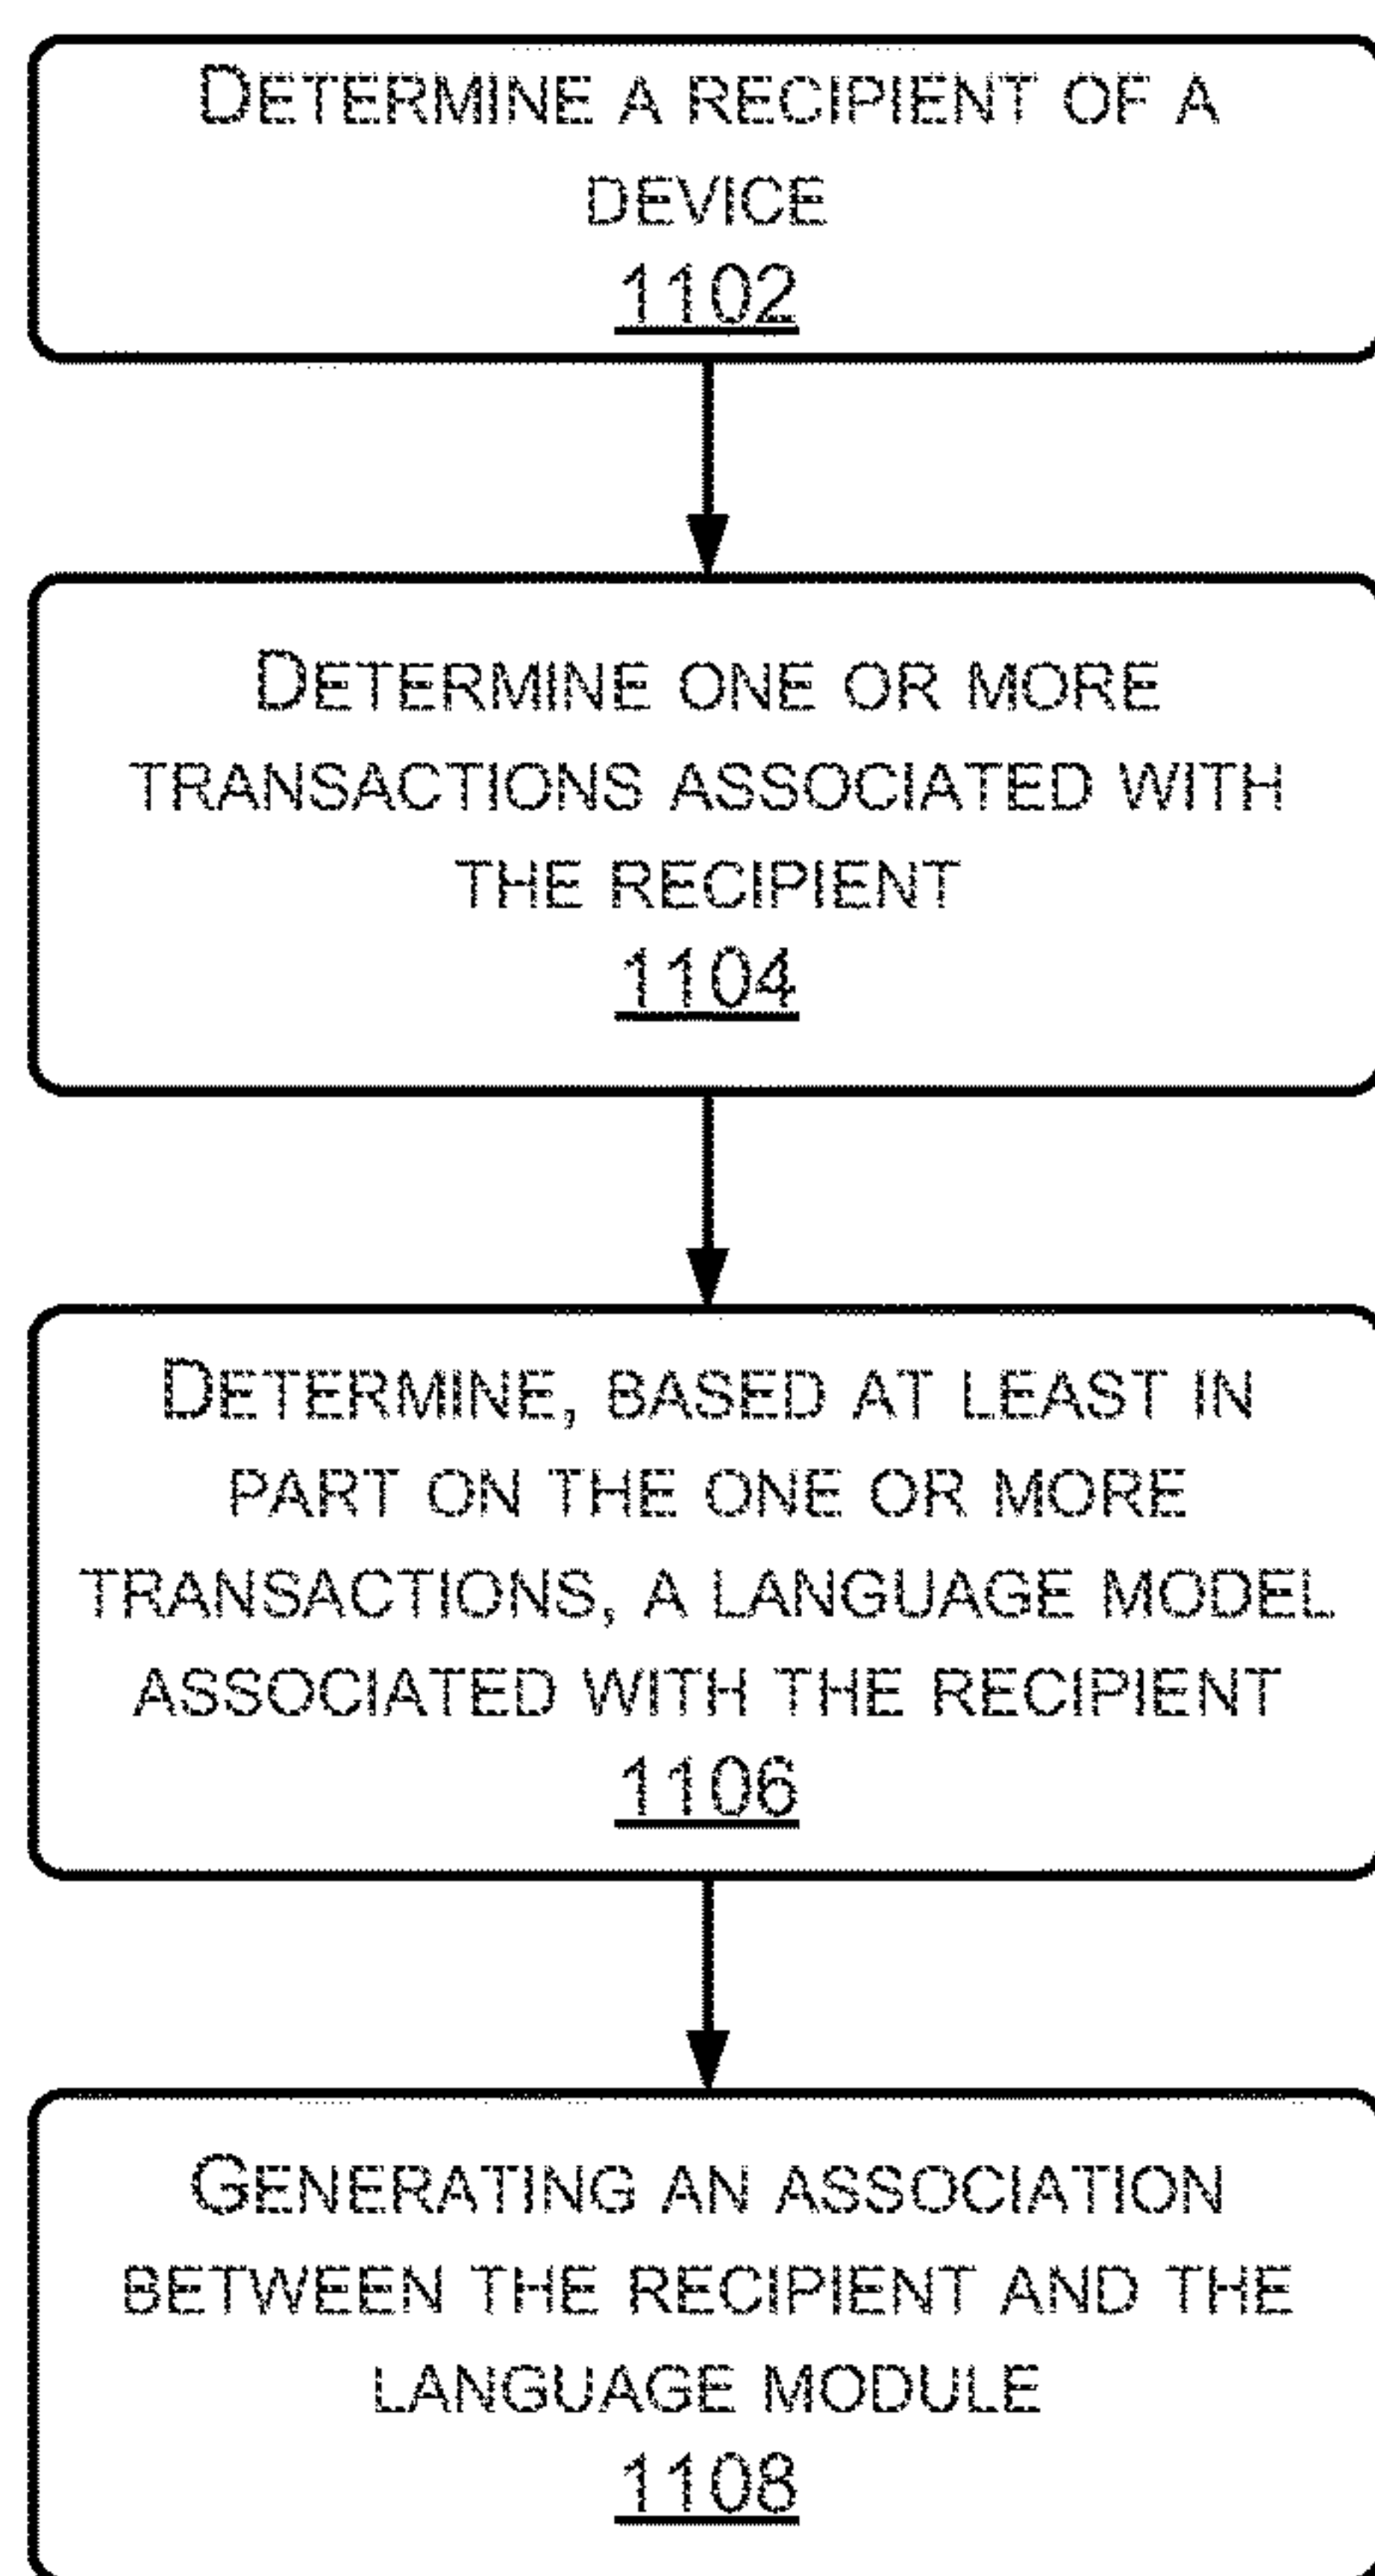 DETERMINE A RECIPIENT OF A
DEVICE
1102
DETERMINE ONE OR MORE
TRANSACTIONS ASSOCIATED WITH
THE RECIPIENT
1104
DETERMINE, BASED AT LEAST IN
PART ON THE ONE OR MORE
TRANSACTIONS, A LANGUAGE MODEL
ASSOCIATED WITH THE RECIPIENT
1106
GENERATING AN ASSOCIATION
BETWEEN THE RECIPIENT AND THE
LANGUAGE MODULE
1108